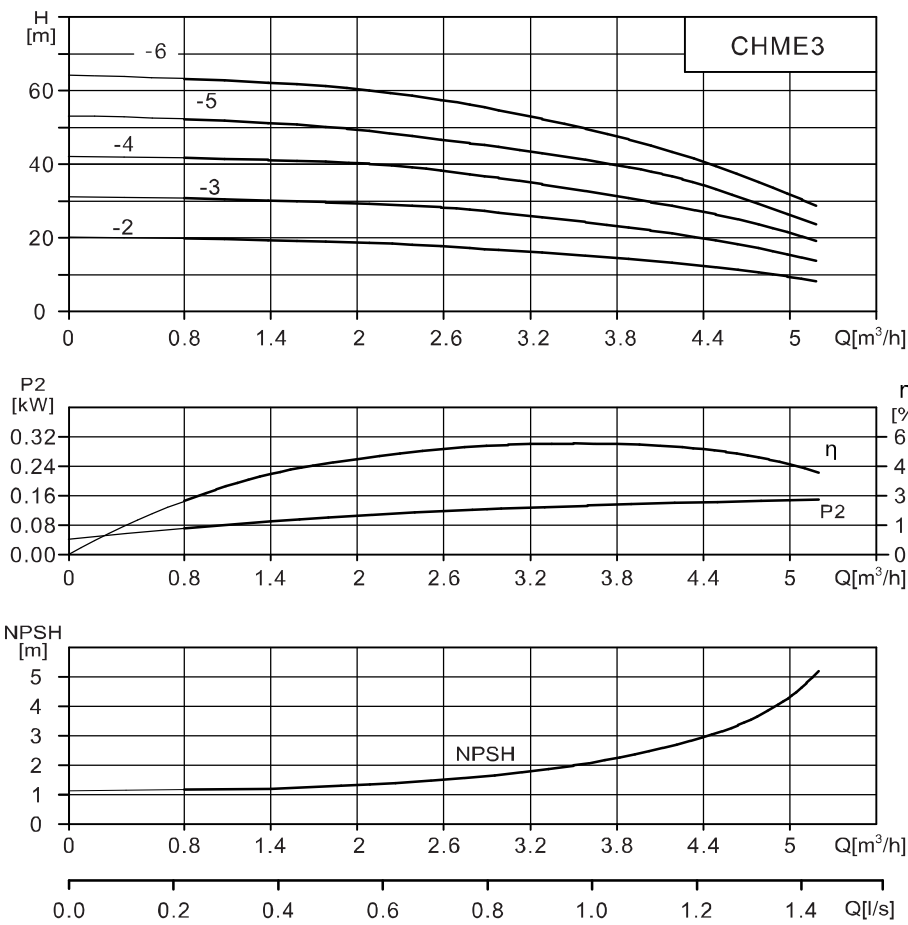 H
[m]
CHME3
-6
60
-5
40
-4
-3
20
-2
0
0 0.8 1.4 2 2.6 3.2 3.8 4.4 5 Q[m³/h]
P2
[kW]
0.32 6
0.24 4
η
0.16 3
P2
0.08 1
0.00 0
0 0.8 1.4 2 2.6 3.2 3.8 4.4 5 Q[m³/h]
NPSH
[m]
5
4
3
NPSH
2
1
0
0 0.8 1.4 2 2.6 3.2 3.8 4.4 5 Q[m³/h]
0.0 0.2 0.4 0.6 0.8 1.0 1.2 1.4 Q[l/s]